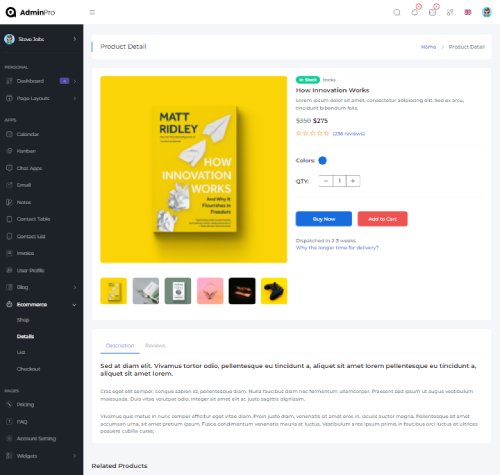 AdminPro
Steve Jobs
Product Detail
Home
Product Detail
PERSONAL
Dashboard
Page Layouts
APPS
Calendar
Kanban
Chat Apps
Email
Notes
Contact Table
Contact List
Invoice
User Profile
Blog
Ecommerce
Shop
Details
List
Checkout
PAGES
Pricing
FAQ
Account Setting
Widgets
MATT
RIDLEY
HOW
INNOVATION
WORKS
And Why It
Flourishes in
Freedom
In Stock books
How Innovation Works
Lorem ipsum dolor sit amet, consectetur adipiscing elit. Sed ex arcu,
tincidunt bibendum felis.
$350 $275
(236 reviews)
Colors:
QTY: 1
Buy Now
Add to Cart
Dispatched in 2-3 weeks
Why the longer time for delivery?
Description
Reviews
Sed at diam elit. Vivamus tortor odio, pellentesque eu tincidunt a, aliquet sit amet lorem pellentesque eu tincidunt a,
aliquet sit amet lorem.
Cras eget elit semper, congue sapien id, pellentesque diam. Nulla faucibus diam nec fermentum ullamcorper. Praesent sed ipsum ut augue vestibulum
malesuada. Duis vitae volutpat odio. Integer sit amet elit ac justo sagittis dignissim.
Vivamus quis metus in nunc semper efficitur eget vitae diam. Proin justo diam, venenatis sit amet eros in, iaculis auctor magna. Pellentesque sit amet
accumsan urna, sit amet pretium ipsum. Fusce condimentum venenatis mauris et luctus. Vestibulum ante ipsum primis in faucibus orci luctus et ultrices
posuere cubilia curae;
Related Products